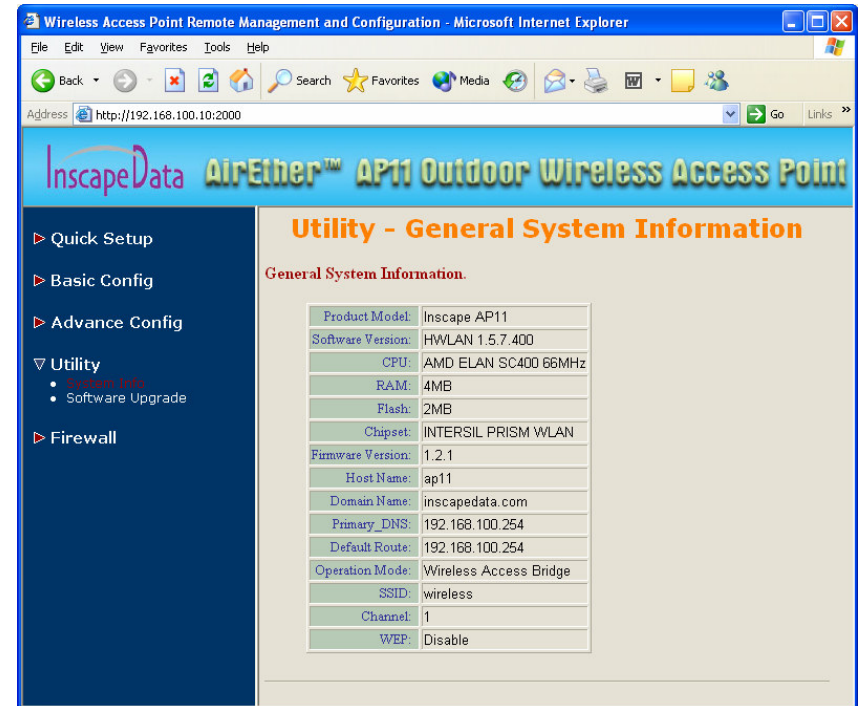 Wireless Access Point Remote Management and Configuration - Microsoft Internet Explorer
File Edit View Favorites Tools Help
Back Search Favorites Media
Address http://192.168.100.10:2000 Go Links »
InscapeData AirEther™ AP11 Outdoor Wireless Access Point
Quick Setup
Basic Config
Advance Config
Utility
System Info
Software Upgrade
Firewall
Utility - General System Information
General System Information.
Product Model: Inscape AP11
Software Version: HWLAN 1.5.7.400
CPU: AMD ELAN SC400 66MHz
RAM: 4MB
Flash: 2MB
Chipset: INTERSIL PRISM WLAN
Firmware Version: 1.2.1
Host Name: ap11
Domain Name: inscapedata.com
Primary_DNS: 192.168.100.254
Default Route: 192.168.100.254
Operation Mode: Wireless Access Bridge
SSID: wireless
Channel: 1
WEP: Disable